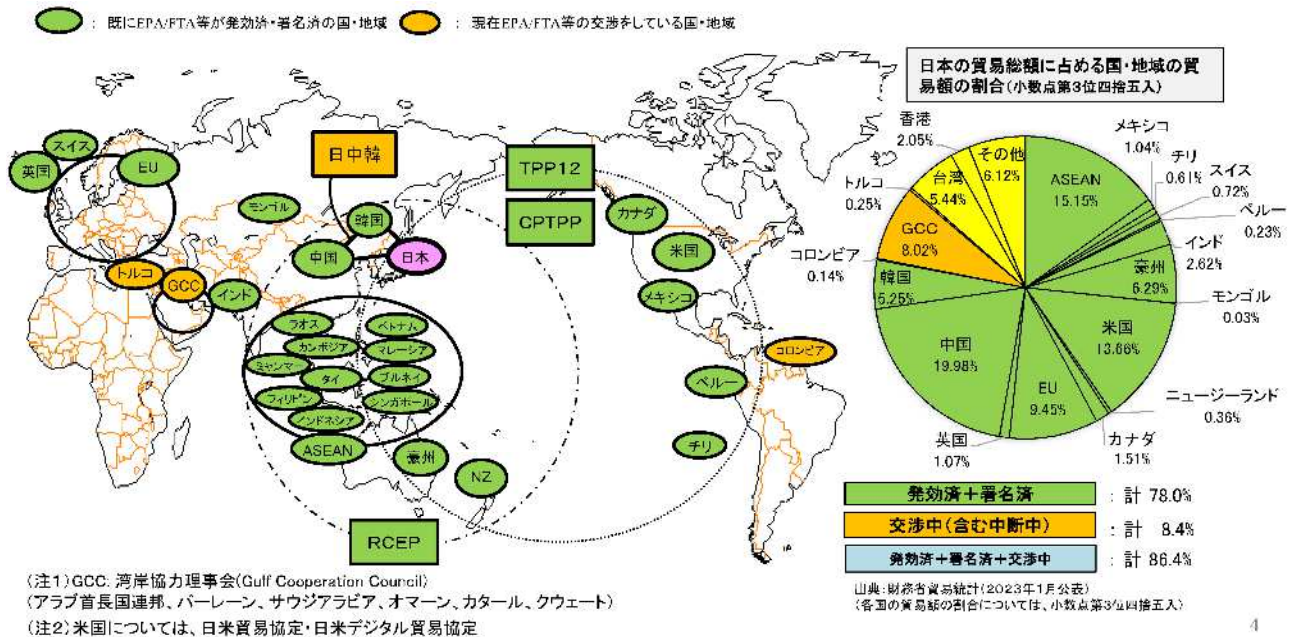 : 既にEPA/FTA等が発効済・署名済の国・地域
: 現在EPA/FTA等の交渉をしている国・地域
スイス
英国
EU
日中韓
モンゴル
韓国
中国
日本
トルコ
GCC
インド
ラオス
ベトナム
カンボジア
マレーシア
ミャンマー
タイ
ブルネイ
フィリピン
シンガポール
インドネシア
ASEAN
豪州
NZ
RCEP
TPP12
CPTPP
カナダ
米国
メキシコ
コロンビア
ペルー
チリ
日本の貿易総額に占める国・地域の貿
易額の割合(小数点第3位四捨五入)
香港
2.05%
その他
6.12%
台湾
5.44%
トルコ
0.25%
GCC
8.02%
コロンビア
0.14%
韓国
5.25%
中国
19.98%
英国
1.07%
EU
9.45%
カナダ
1.51%
ニュージーランド
0.36%
米国
13.66%
モンゴル
0.03%
豪州
6.29%
インド
2.62%
ペルー
0.23%
スイス
0.72%
チリ
0.61%
メキシコ
1.04%
ASEAN
15.15%
発効済+署名済 : 計 78.0%
交渉中(含む中断中) : 計 8.4%
発効済+署名済+交渉中 : 計 86.4%
出典:財務省貿易統計(2023年1月公表)
(各国の貿易額の割合については、小数点第3位四捨五入)
(注1)GCC: 湾岸協力理事会(Gulf Cooperation Council)
(アラブ首長国連邦、バーレーン、サウジアラビア、オマーン、カタール、クウェート)
(注2)米国については、日米貿易協定・日米デジタル貿易協定
4